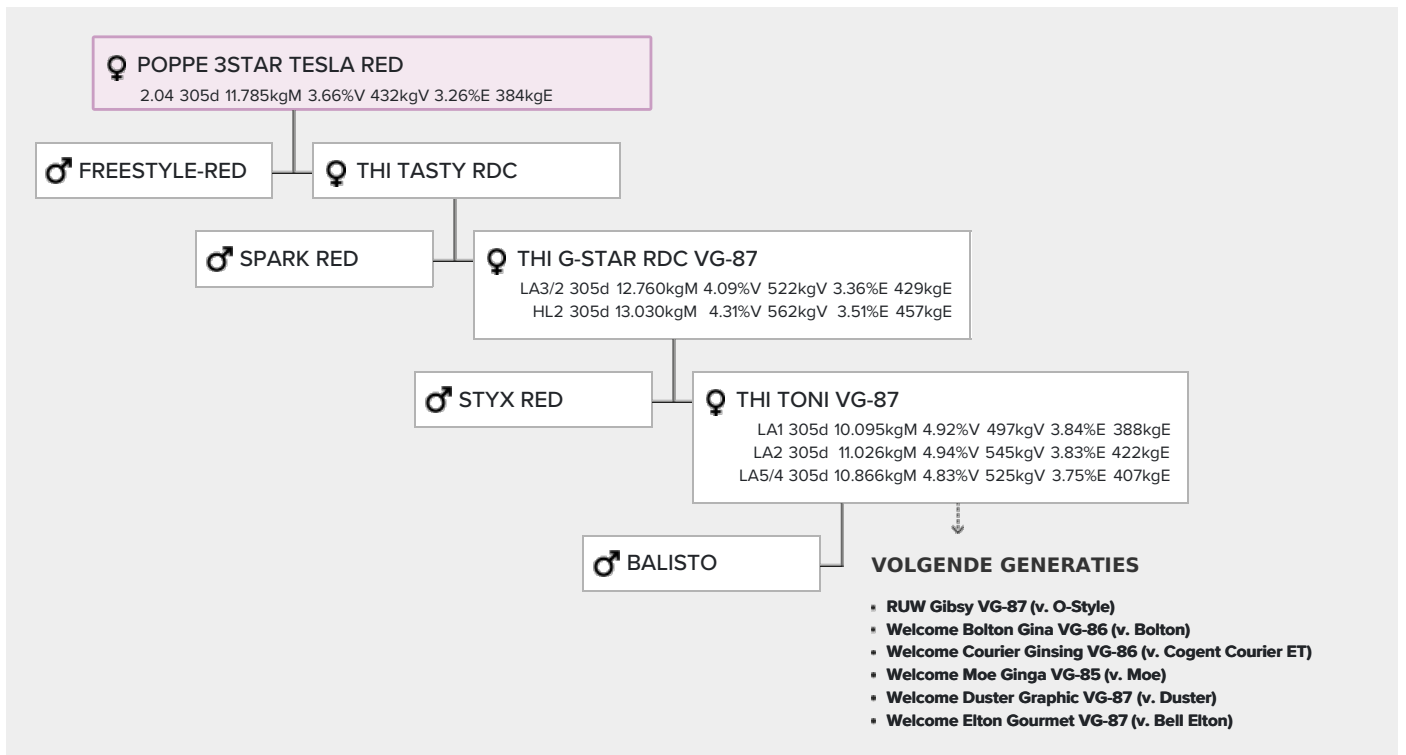 POPPE 3STAR TESLA RED
2.04 305d 11.785kgM 3.66%V 432kgV 3.26%E 384kgE
FREESTYLE-RED
THI TASTY RDC
SPARK RED
THI G-STAR RDC VG-87
LA3/2 305d 12.760kgM 4.09%V 522kgV 3.36%E 429kgE
HL2 305d 13.030kgM 4.31%V 562kgV 3.51%E 457kgE
STYX RED
THI TONI VG-87
LA1 305d 10.095kgM 4.92%V 497kgV 3.84%E 388kgE
LA2 305d 11.026kgM 4.94%V 545kgV 3.83%E 422kgE
LA5/4 305d 10.866kgM 4.83%V 525kgV 3.75%E 407kgE
BALISTO
VOLGENDE GENERATIES
• RUW Gibsy VG-87 (v. O-Style)
• Welcome Bolton Gina VG-86 (v. Bolton)
• Welcome Courier Ginsing VG-86 (v. Cogent Courier ET)
• Welcome Moe Ginga VG-85 (v. Moe)
• Welcome Duster Graphic VG-87 (v. Duster)
• Welcome Elton Gourmet VG-87 (v. Bell Elton)